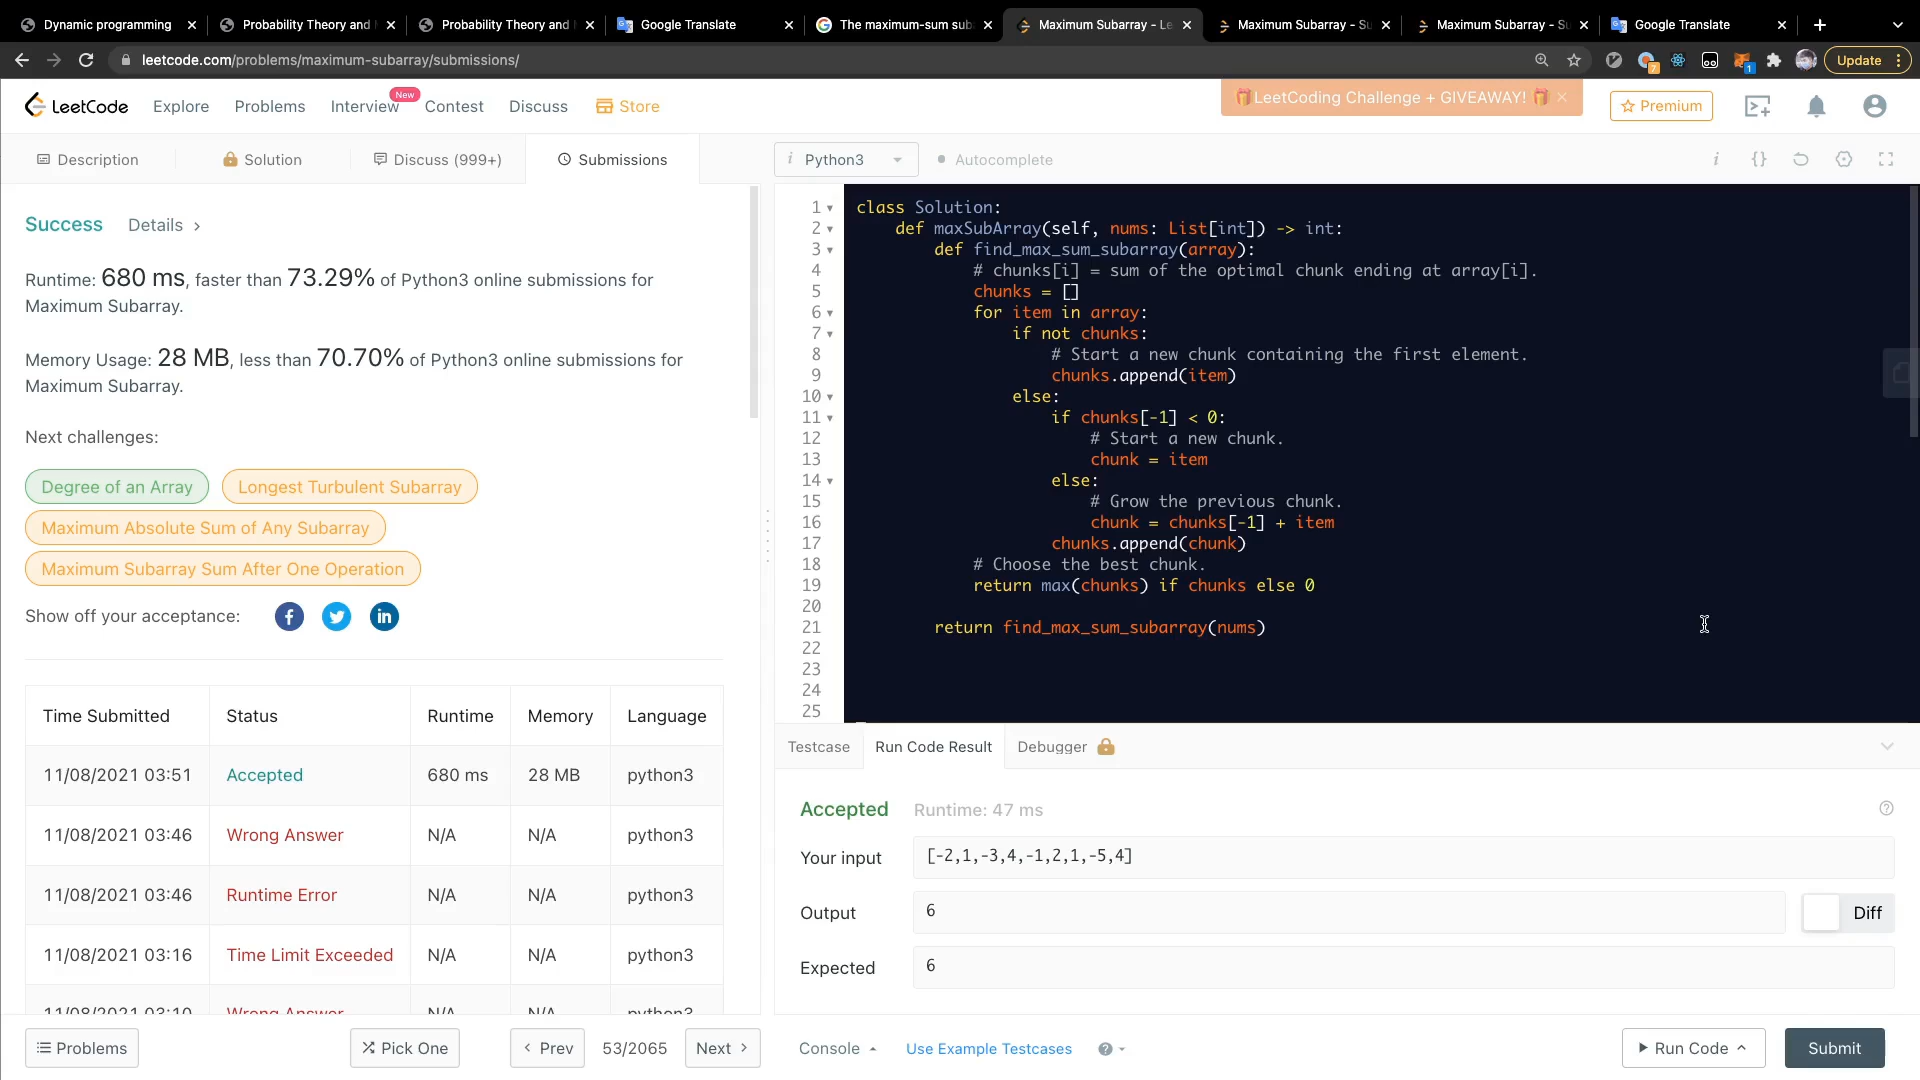 Dynamic programming
Probability Theory and
Probability Theory and
Google Translate
The maximum-sum sub
Maximum Subarray - Le
Maximum Subarray - Su
Maximum Subarray - Su
Google Translate
leetcode.com/problems/maximum-subarray/submissions/
7
1
Update
LeetCode
Explore
Problems
Interview
New
Contest
Discuss
Store
LeetCoding Challenge + GIVEAWAY!
Premium
Description
Solution
Discuss (999+)
Submissions
i Python3
Autocomplete
Success
Details
Runtime: 680 ms, faster than 73.29% of Python3 online submissions for
Maximum Subarray.
Memory Usage: 28 MB, less than 70.70% of Python3 online submissions for
Maximum Subarray.
Next challenges:
Degree of an Array
Longest Turbulent Subarray
Maximum Absolute Sum of Any Subarray
Maximum Subarray Sum After One Operation
Show off your acceptance:
Time Submitted Status Runtime Memory Language
11/08/2021 03:51 Accepted 680 ms 28 MB python3
11/08/2021 03:46 Wrong Answer N/A N/A python3
11/08/2021 03:46 Runtime Error N/A N/A python3
11/08/2021 03:16 Time Limit Exceeded N/A N/A python3
11/08/2021 03:10 Wrong Answer N/A N/A python3
1 class Solution:
2 def maxSubArray(self, nums: List[int]) -> int:
3 def find_max_sum_subarray(array):
4 # chunks[i] = sum of the optimal chunk ending at array[i].
5 chunks = []
6 for item in array:
7 if not chunks:
8 # Start a new chunk containing the first element.
9 chunks.append(item)
10 else:
11 if chunks[-1] < 0:
12 # Start a new chunk.
13 chunk = item
14 else:
15 # Grow the previous chunk.
16 chunk = chunks[-1] + item
17 chunks.append(chunk)
18 # Choose the best chunk.
19 return max(chunks) if chunks else 0
20
21 return find_max_sum_subarray(nums)
22
23
24
25
Testcase
Run Code Result
Debugger
Accepted Runtime: 47 ms
Your input [-2,1,-3,4,-1,2,1,-5,4]
Output 6
Diff
Expected 6
Problems
Pick One
Prev
53/2065
Next
Console
Use Example Testcases
Run Code
Submit